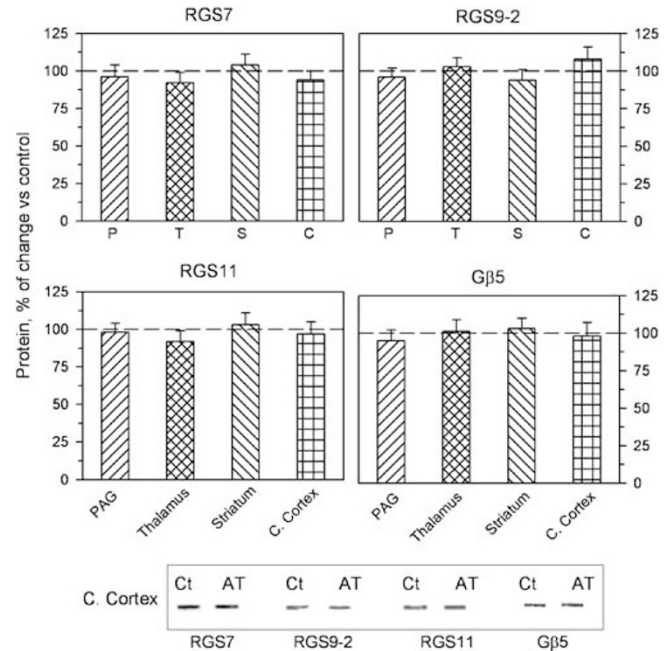 RGS7
RGS9-2
125
100
75
50
25
0
P T S C
P T S C
125
100
75
50
25
0
Protein, % of change vs control
RGS11
Gβ5
125
100
75
50
25
0
PAG Thalamus Striatum C. Cortex
PAG Thalamus Striatum C. Cortex
125
100
75
50
25
0
C. Cortex
Ct AT Ct AT Ct AT Ct AT
RGS7 RGS9-2 RGS11 Gβ5